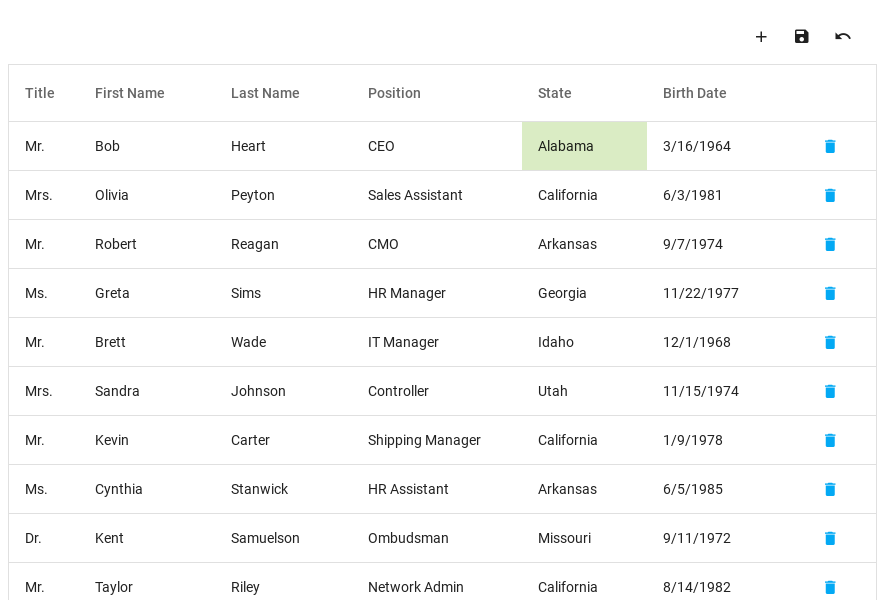 Title First Name Last Name Position State Birth Date
Mr. Bob Heart CEO Alabama 3/16/1964
Mrs. Olivia Peyton Sales Assistant California 6/3/1981
Mr. Robert Reagan CMO Arkansas 9/7/1974
Ms. Greta Sims HR Manager Georgia 11/22/1977
Mr. Brett Wade IT Manager Idaho 12/1/1968
Mrs. Sandra Johnson Controller Utah 11/15/1974
Mr. Kevin Carter Shipping Manager California 1/9/1978
Ms. Cynthia Stanwick HR Assistant Arkansas 6/5/1985
Dr. Kent Samuelson Ombudsman Missouri 9/11/1972
Mr. Taylor Riley Network Admin California 8/14/1982